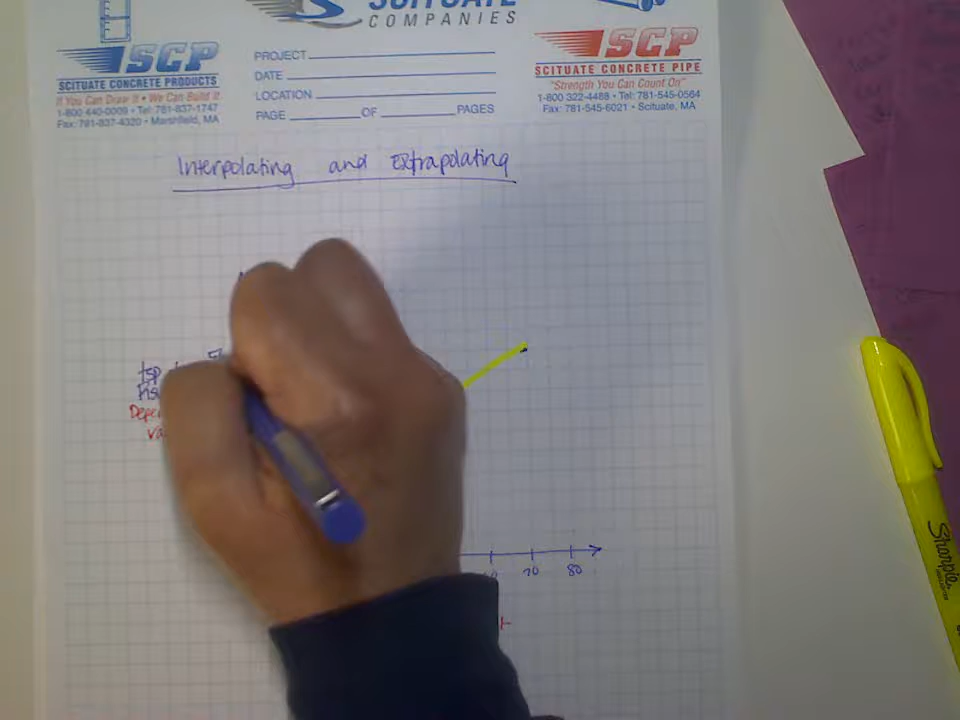 SCITUATE
COMPANIES
SCP
SCITUATE CONCRETE PRODUCTS
If You Can Draw It • We Can Build It
1-800 440-0009 • Tel: 781-837-1747
Fax: 781-837-4320 • Marshfield, MA
PROJECT
DATE
LOCATION
PAGE OF PAGES
SCP
SCITUATE CONCRETE PIPE
"Strength You Can Count On"
1-800 322-4488 • Tel: 781-545-0564
Fax: 781-545-6021 • Scituate, MA
Interpolating and Extrapolating
70 80
Sharpie